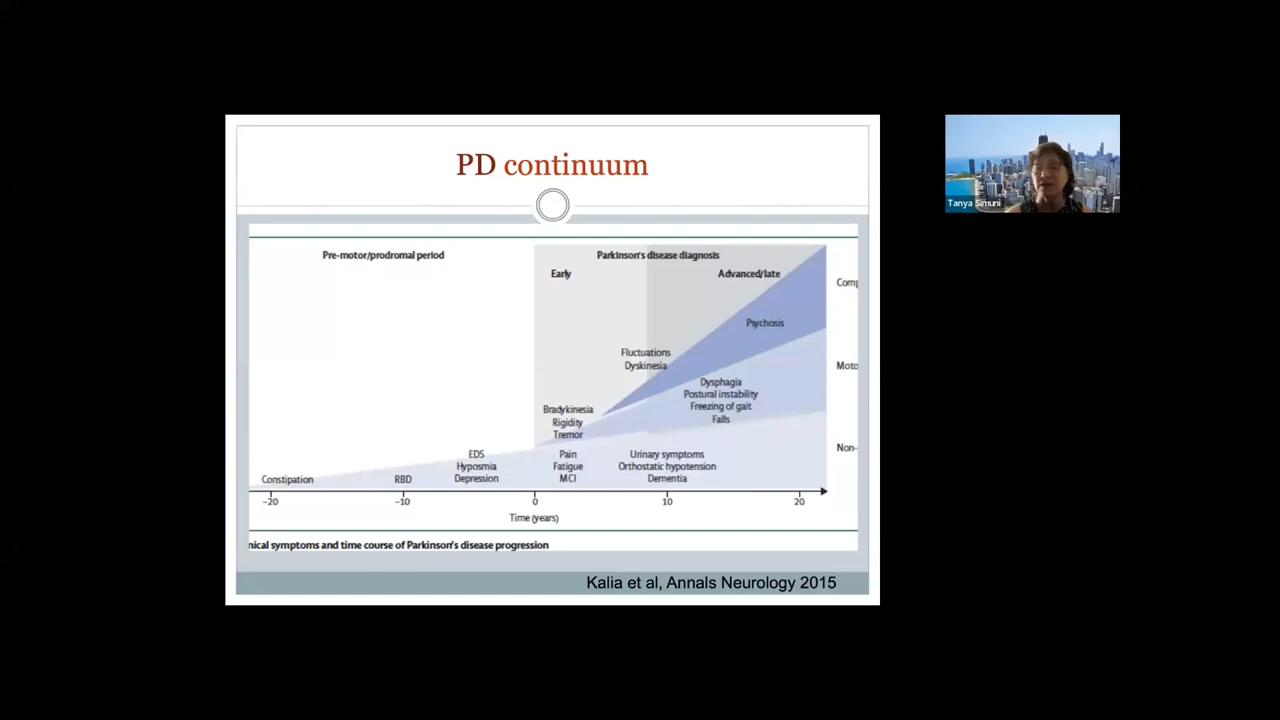 PD continuum
Tanya Simuni
Pre-motor/prodromal period
Parkinson's disease diagnosis
Early
Advanced/late
Comp
Psychosis
Fluctuations
Dyskinesia
Moto
Dysphagia
Postural instability
Freezing of gait
Falls
Bradykinesia
Rigidity
Tremor
Non-
EDS
Hyposmia
Depression
Pain
Fatigue
MCI
Urinary symptoms
Orthostatic hypotension
Dementia
Constipation
RBD
–20
–10
0
10
20
Time (years)
nical symptoms and time course of Parkinson's disease progression
Kalia et al, Annals Neurology 2015